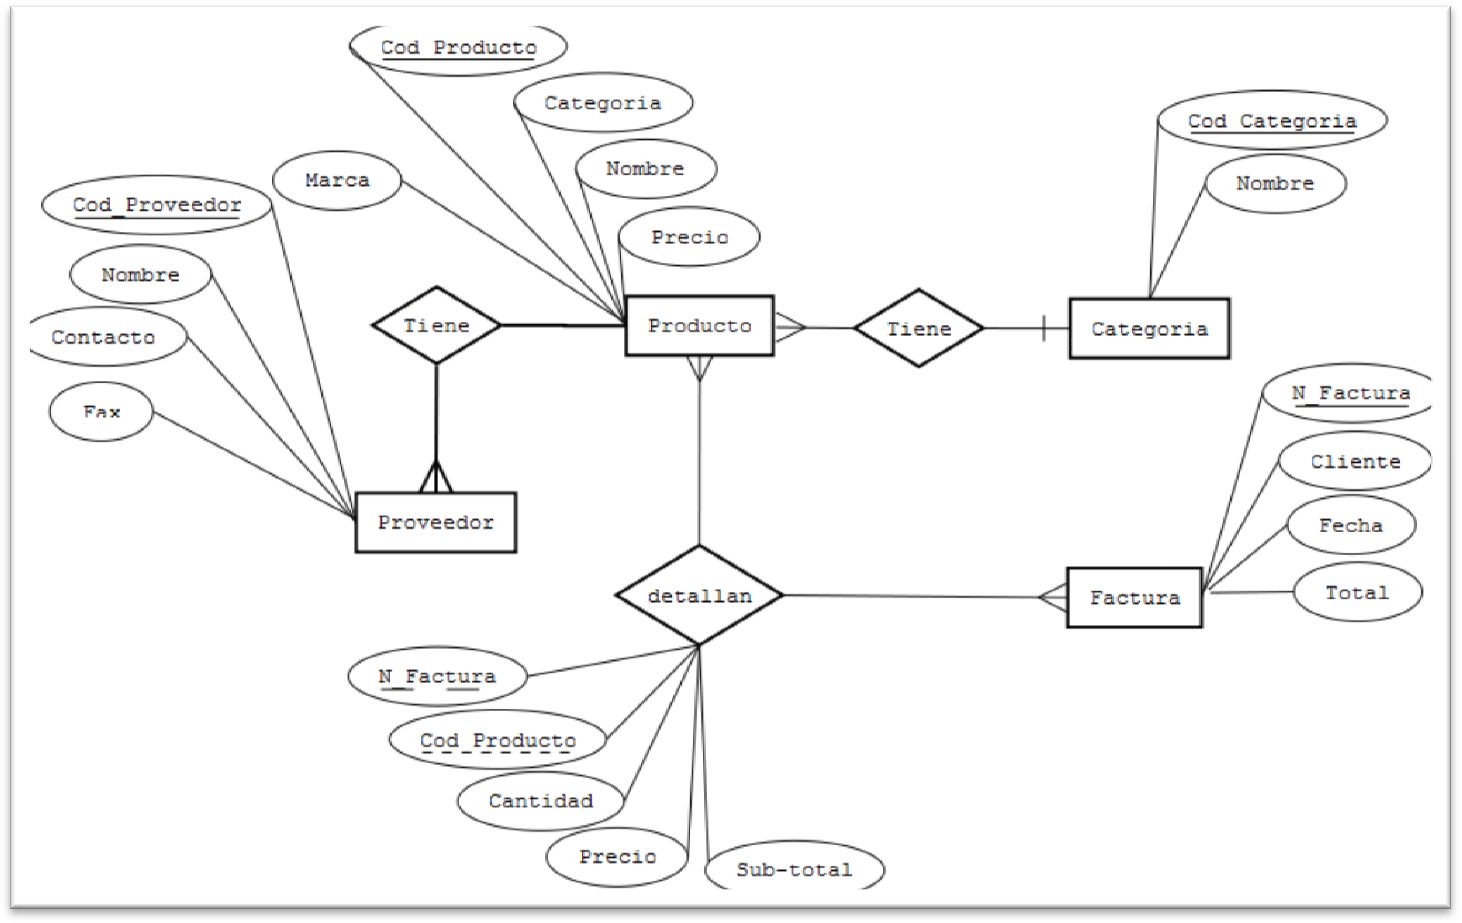 Cod_Producto
Categoria
Nombre
Precio
Marca
Cod_Proveedor
Nombre
Contacto
Fax
Tiene
Producto
Tiene
Categoria
Cod_Categoria
Nombre
Proveedor
detallan
Factura
N_Factura
Cliente
Fecha
Total
N_Factura
Cod_Producto
Cantidad
Precio
Sub-total